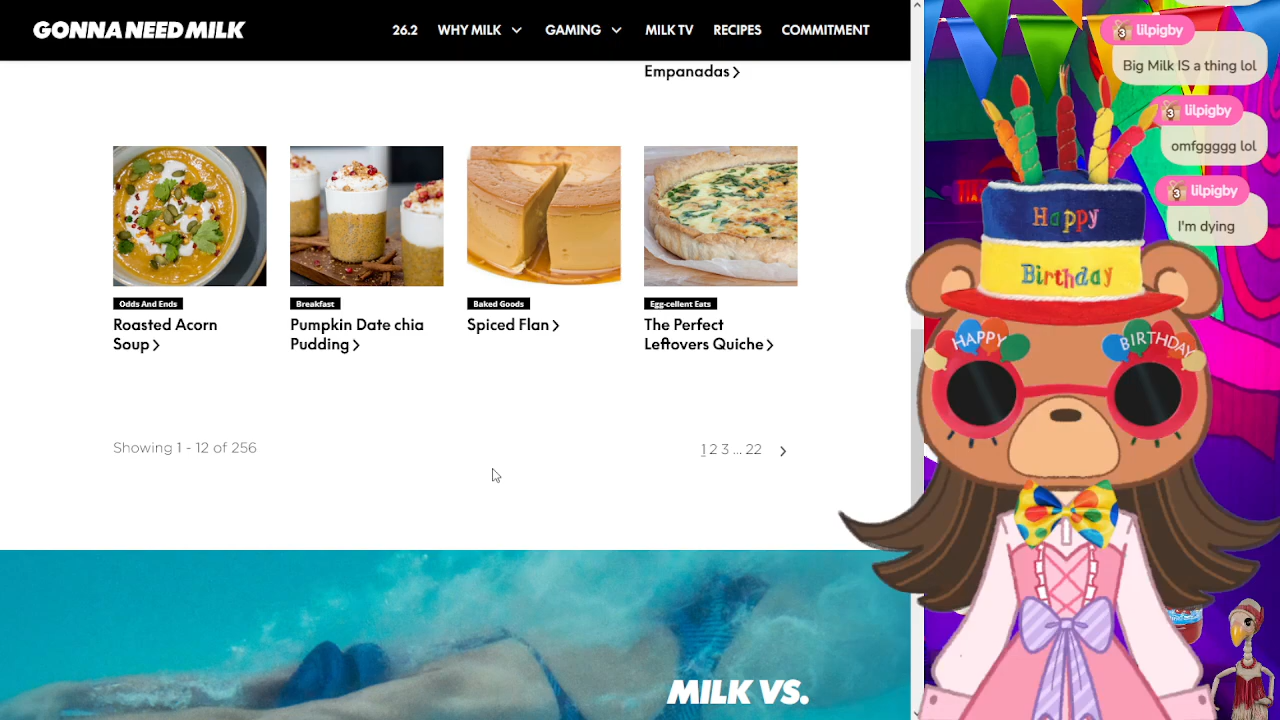 GONNA NEED MILK
26.2
WHY MILK
GAMING
MILK TV
RECIPES
COMMITMENT
Empanadas
Odds And Ends
Roasted Acorn
Soup
Breakfast
Pumpkin Date chia
Pudding
Baked Goods
Spiced Flan
Egg-cellent Eats
The Perfect
Leftovers Quiche
Showing 1 - 12 of 256
1 2 3 ... 22
MILK VS.
3 lilpigby
Big Milk IS a thing lol
3 lilpigby
omfggggg lol
3 lilpigby
I'm dying
Happy
Birthday
HAPPY
BIRTHDAY